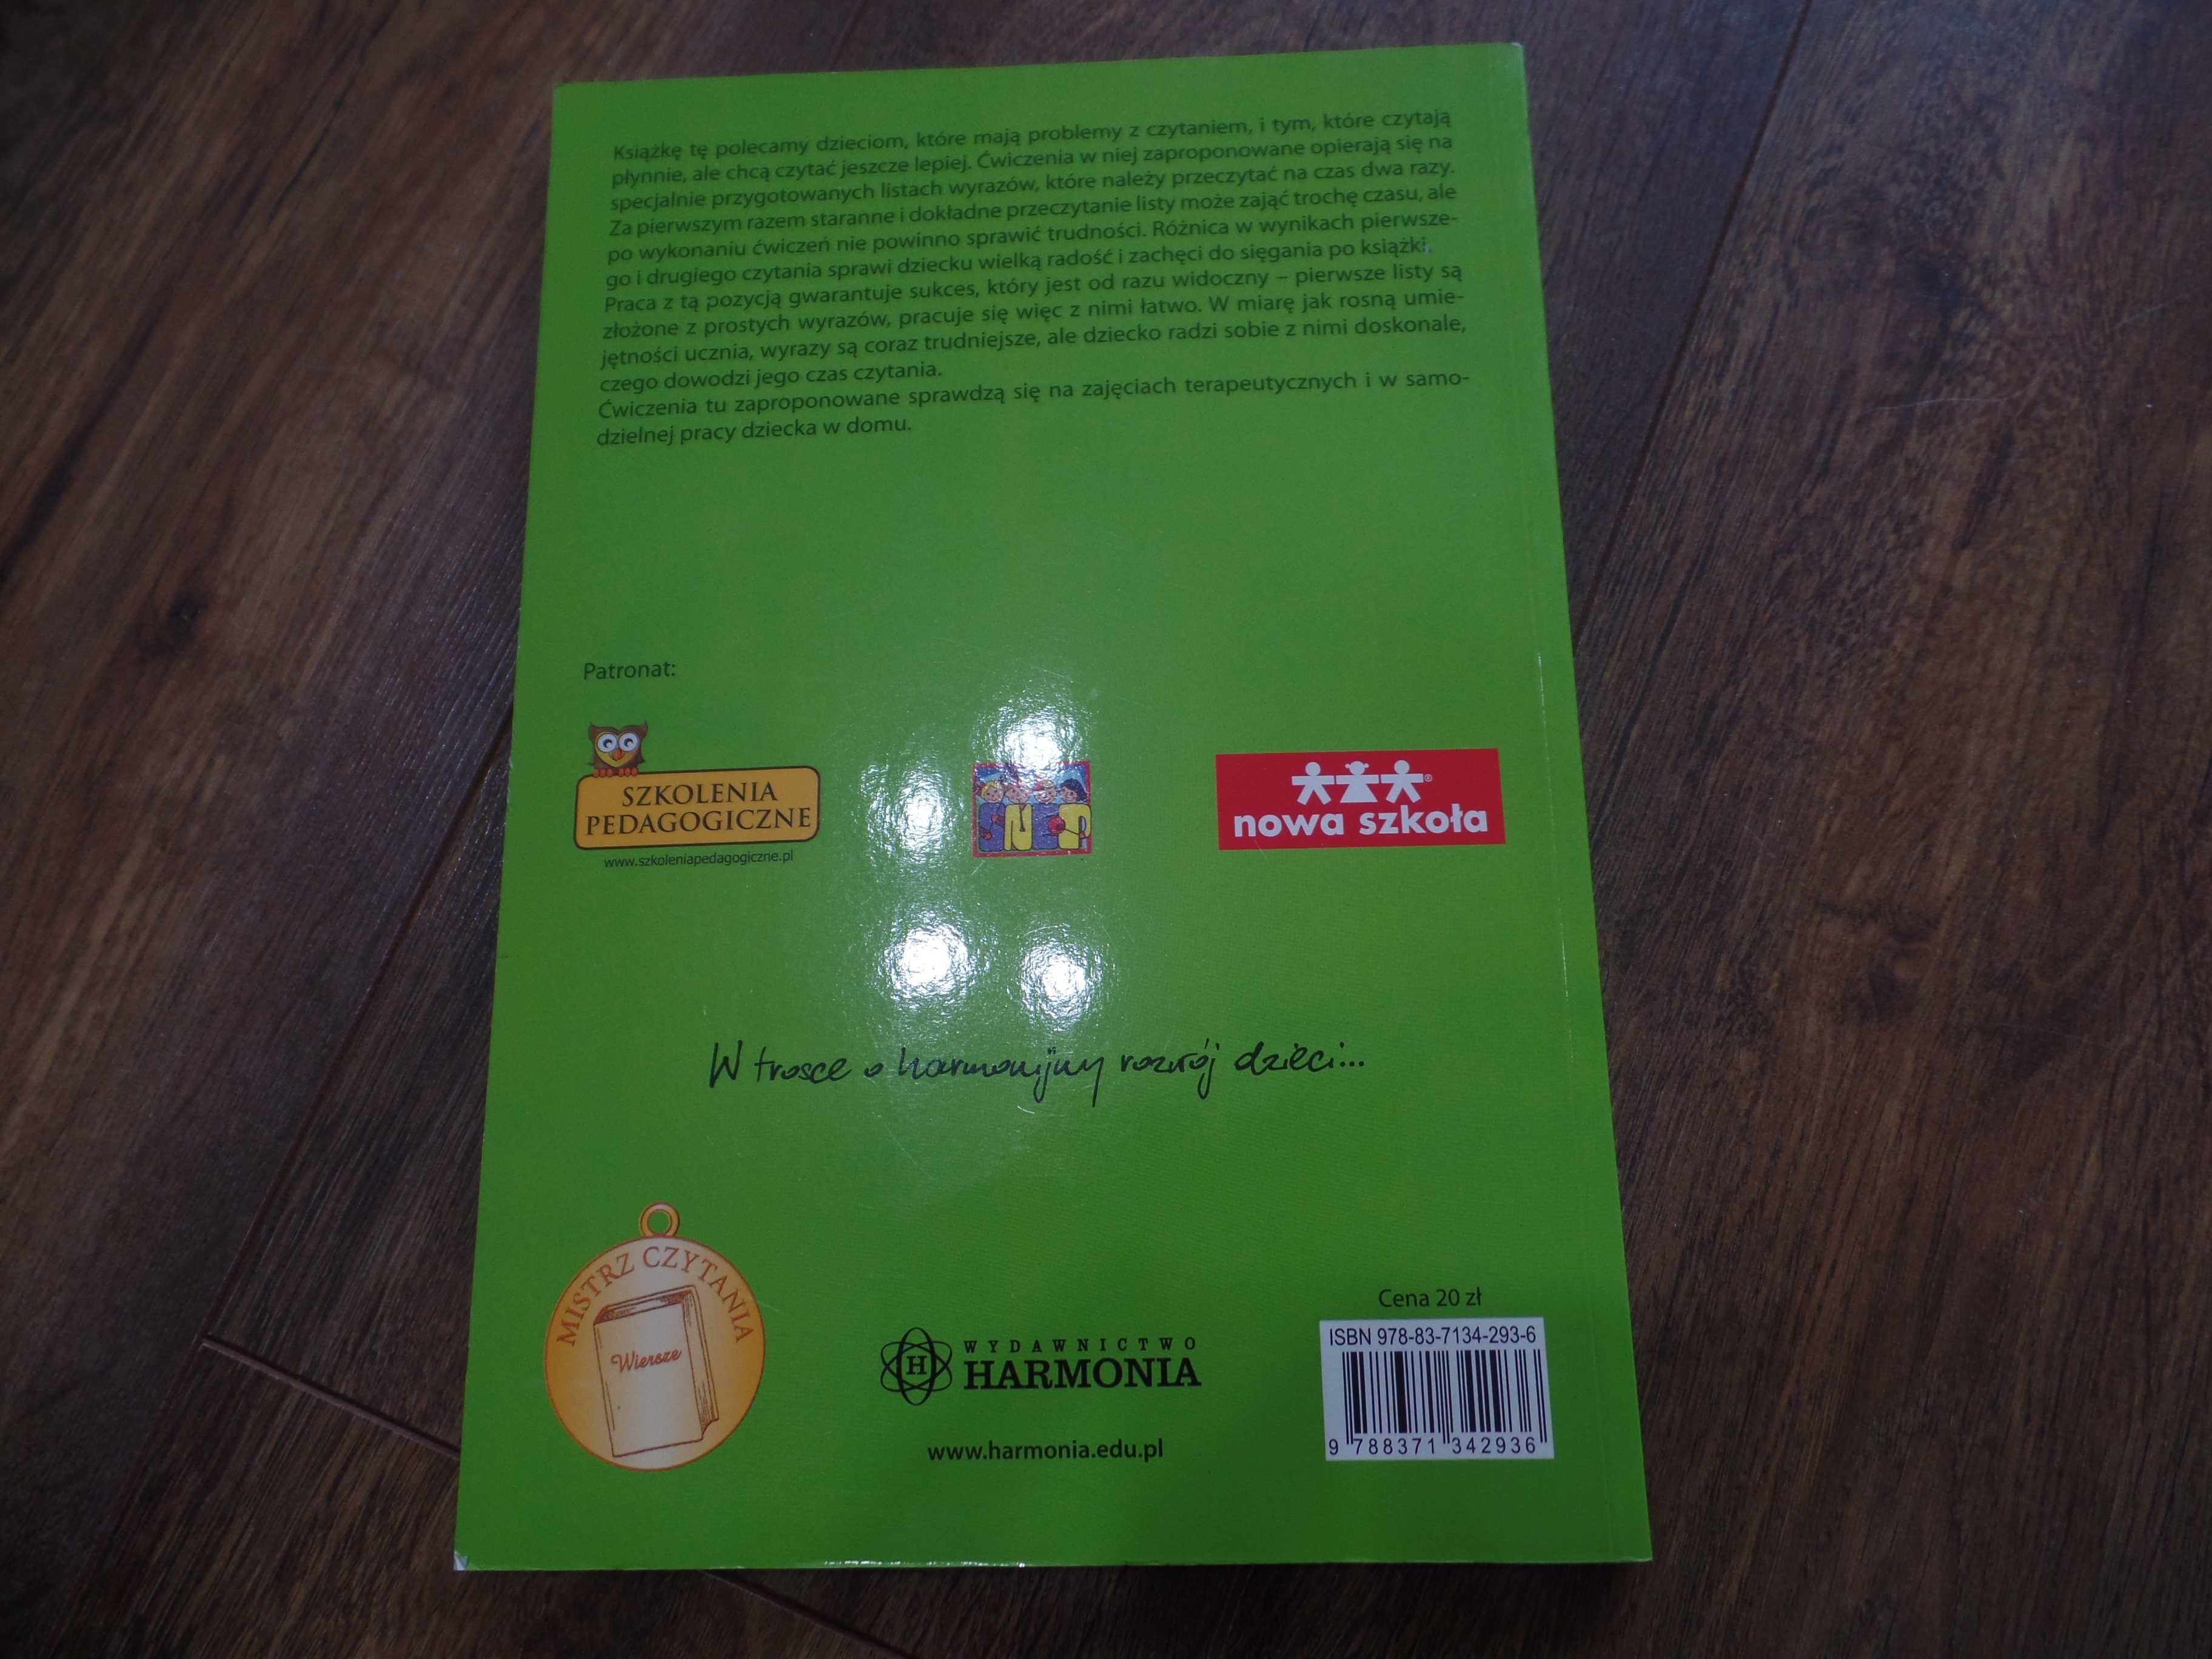 Książkę tę polecamy dzieciom, które mają problemy z czytaniem, i tym, które czytają
płynnie, ale chcą czytać jeszcze lepiej. Ćwiczenia w niej zaproponowane opierają się na
specjalnie przygotowanych listach wyrazów, które należy przeczytać na czas dwa razy.
Za pierwszym razem staranne i dokładne przeczytanie listy może zająć trochę czasu, ale
po wykonaniu ćwiczeń nie powinno sprawić trudności. Różnica w wynikach pierwsze-
go i drugiego czytania sprawi dziecku wielką radość i zachęci do sięgania po książki.
Praca z tą pozycją gwarantuje sukces, który jest od razu widoczny – pierwsze listy są
złożone z prostych wyrazów, pracuje się więc z nimi łatwo. W miarę jak rosną umie-
jętności ucznia, wyrazy są coraz trudniejsze, ale dziecko radzi sobie z nimi doskonale,
czego dowodzi jego czas czytania.
Ćwiczenia tu zaproponowane sprawdzą się na zajęciach terapeutycznych i w samo-
dzielnej pracy dziecka w domu.
Patronat:
SZKOLENIA
PEDAGOGICZNE
www.szkoleniapedagogiczne.pl
SNEP
nowa szkoła®
W trosce o harmonijny rozwój dzieci...
MISTRZ CZYTANIA
Wiersze
H
WYDAWNICTWO
HARMONIA
www.harmonia.edu.pl
Cena 20 zł
ISBN 978-83-7134-293-6
9 788371 342936